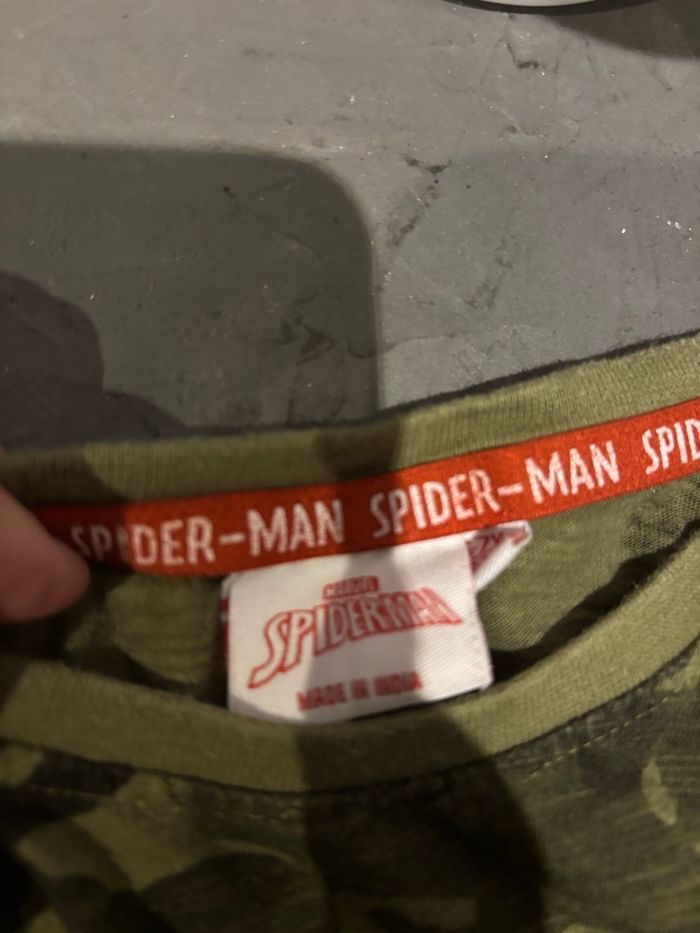 SPIDER-MAN SPIDER-MAN SPID
MARVEL
SPIDERMAN
MADE IN INDIA